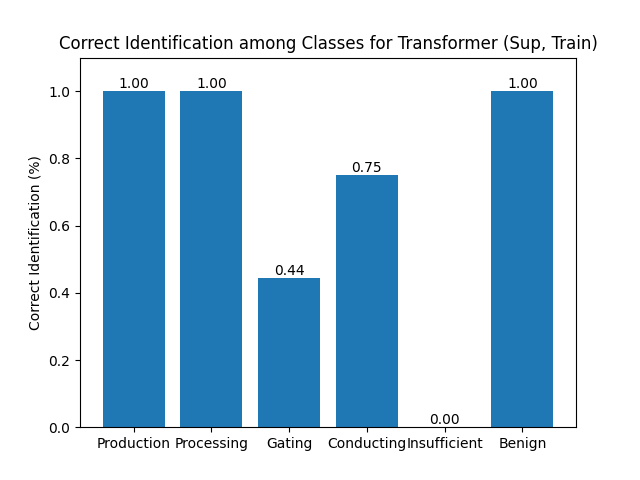 Correct Identification among Classes for Transformer (Sup, Train)
Correct Identification (%)
1.0
0.8
0.6
0.4
0.2
0.0
1.00
1.00
0.44
0.75
0.00
1.00
Production
Processing
Gating
Conducting
Insufficient
Benign